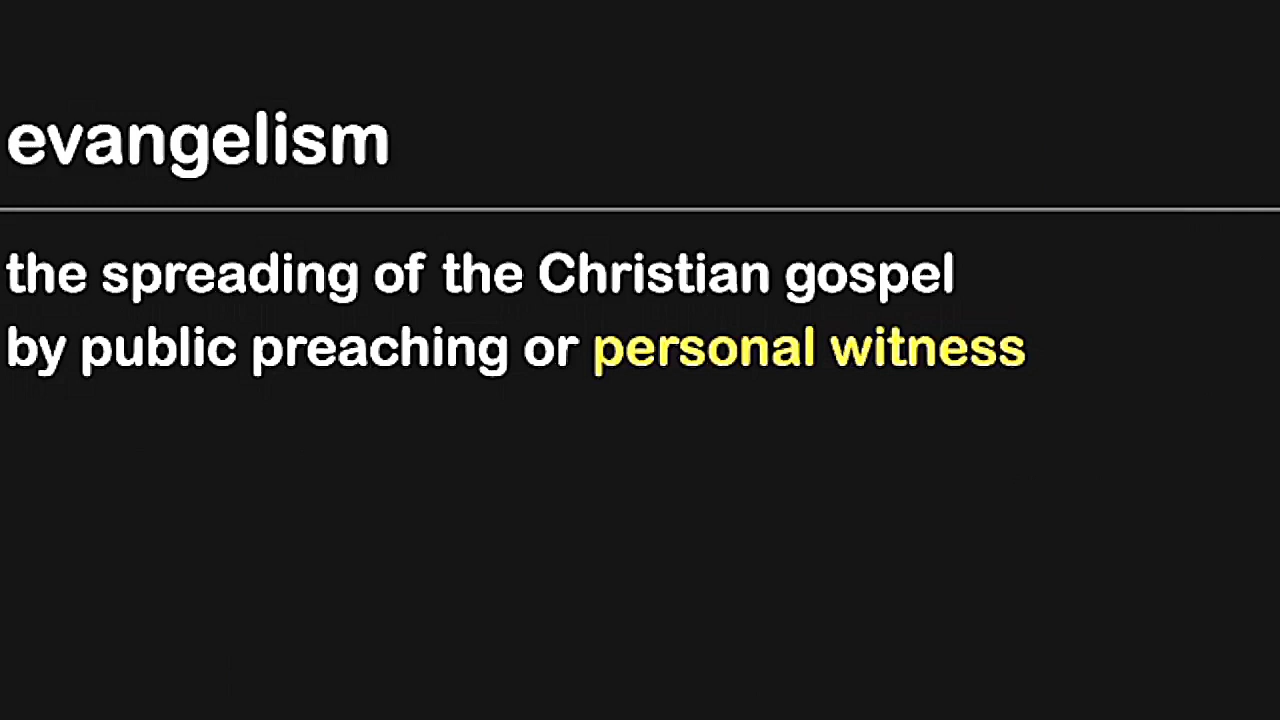 evangelism
the spreading of the Christian gospel
by public preaching or personal witness